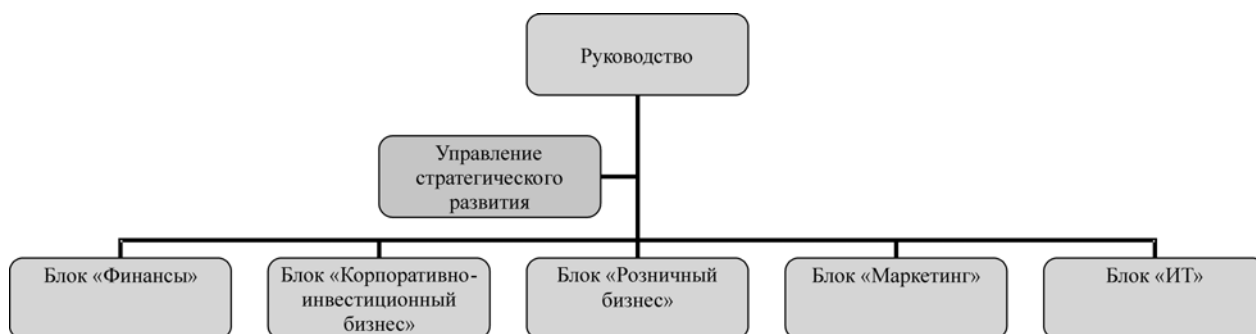 Руководство
Управление
стратегического
развития
Блок «Финансы»
Блок «Корпоративно-
инвестиционный
бизнес»
Блок «Розничный
бизнес»
Блок «Маркетинг»
Блок «ИТ»